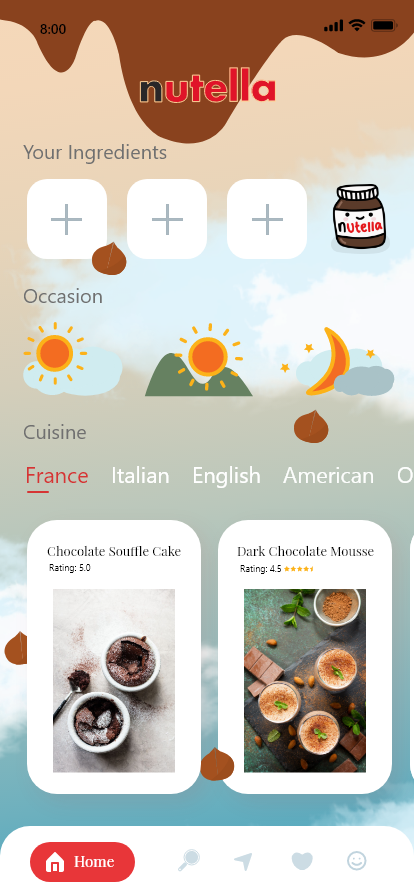 8:00
nutella
Your Ingredients
nutella
Occasion
Cuisine
France Italian English American O
Chocolate Souffle Cake
Rating: 5.0
Dark Chocolate Mousse
Rating: 4.5
Home